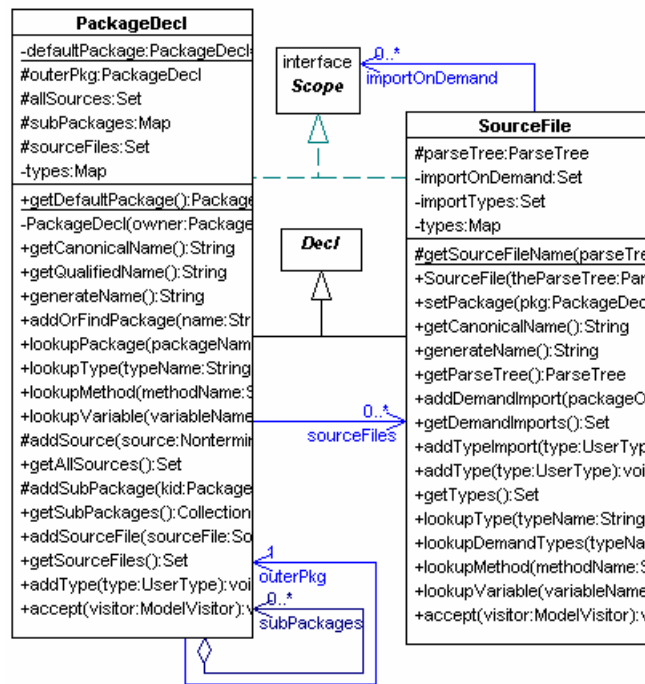 PackageDecl
-defaultPackage:PackageDecl
#outerPkg:PackageDecl
#allSources:Set
#subPackages:Map
#sourceFiles:Set
-types:Map
+getDefaultPackage():Package
-PackageDecl(owner:Package
+getCanonicalName():String
+getQualifiedName():String
+generateName():String
+addOrFindPackage(name:Str
+lookupPackage(packageNam
+lookupType(typeName:String
+lookupMethod(methodName:S
+lookupVariable(variableName
#addSource(source:Nontermin
+getAllSources():Set
#addSubPackage(kid:Package
+getSubPackages():Collection
+addSourceFile(sourceFile:So
+getSourceFiles():Set
+addType(type:UserType):voi
+accept(visitor:ModelVisitor):v
interface
Scope
0..*
importOnDemand
Decl
0..*
sourceFiles
1
outerPkg
0..*
subPackages
SourceFile
#parseTree:ParseTree
-importOnDemand:Set
-importTypes:Set
-types:Map
#getSourceFileName(parseTre
+SourceFile(theParseTree:Par
+setPackage(pkg:PackageDec
+getCanonicalName():String
+generateName():String
+getParseTree():ParseTree
+addDemandImport(packageO
+getDemandImports():Set
+addTypeImport(type:UserTyp
+addType(type:UserType):voi
+getTypes():Set
+lookupType(typeName:String
+lookupDemandTypes(typeNa
+lookupMethod(methodName:S
+lookupVariable(variableName
+accept(visitor:ModelVisitor):v